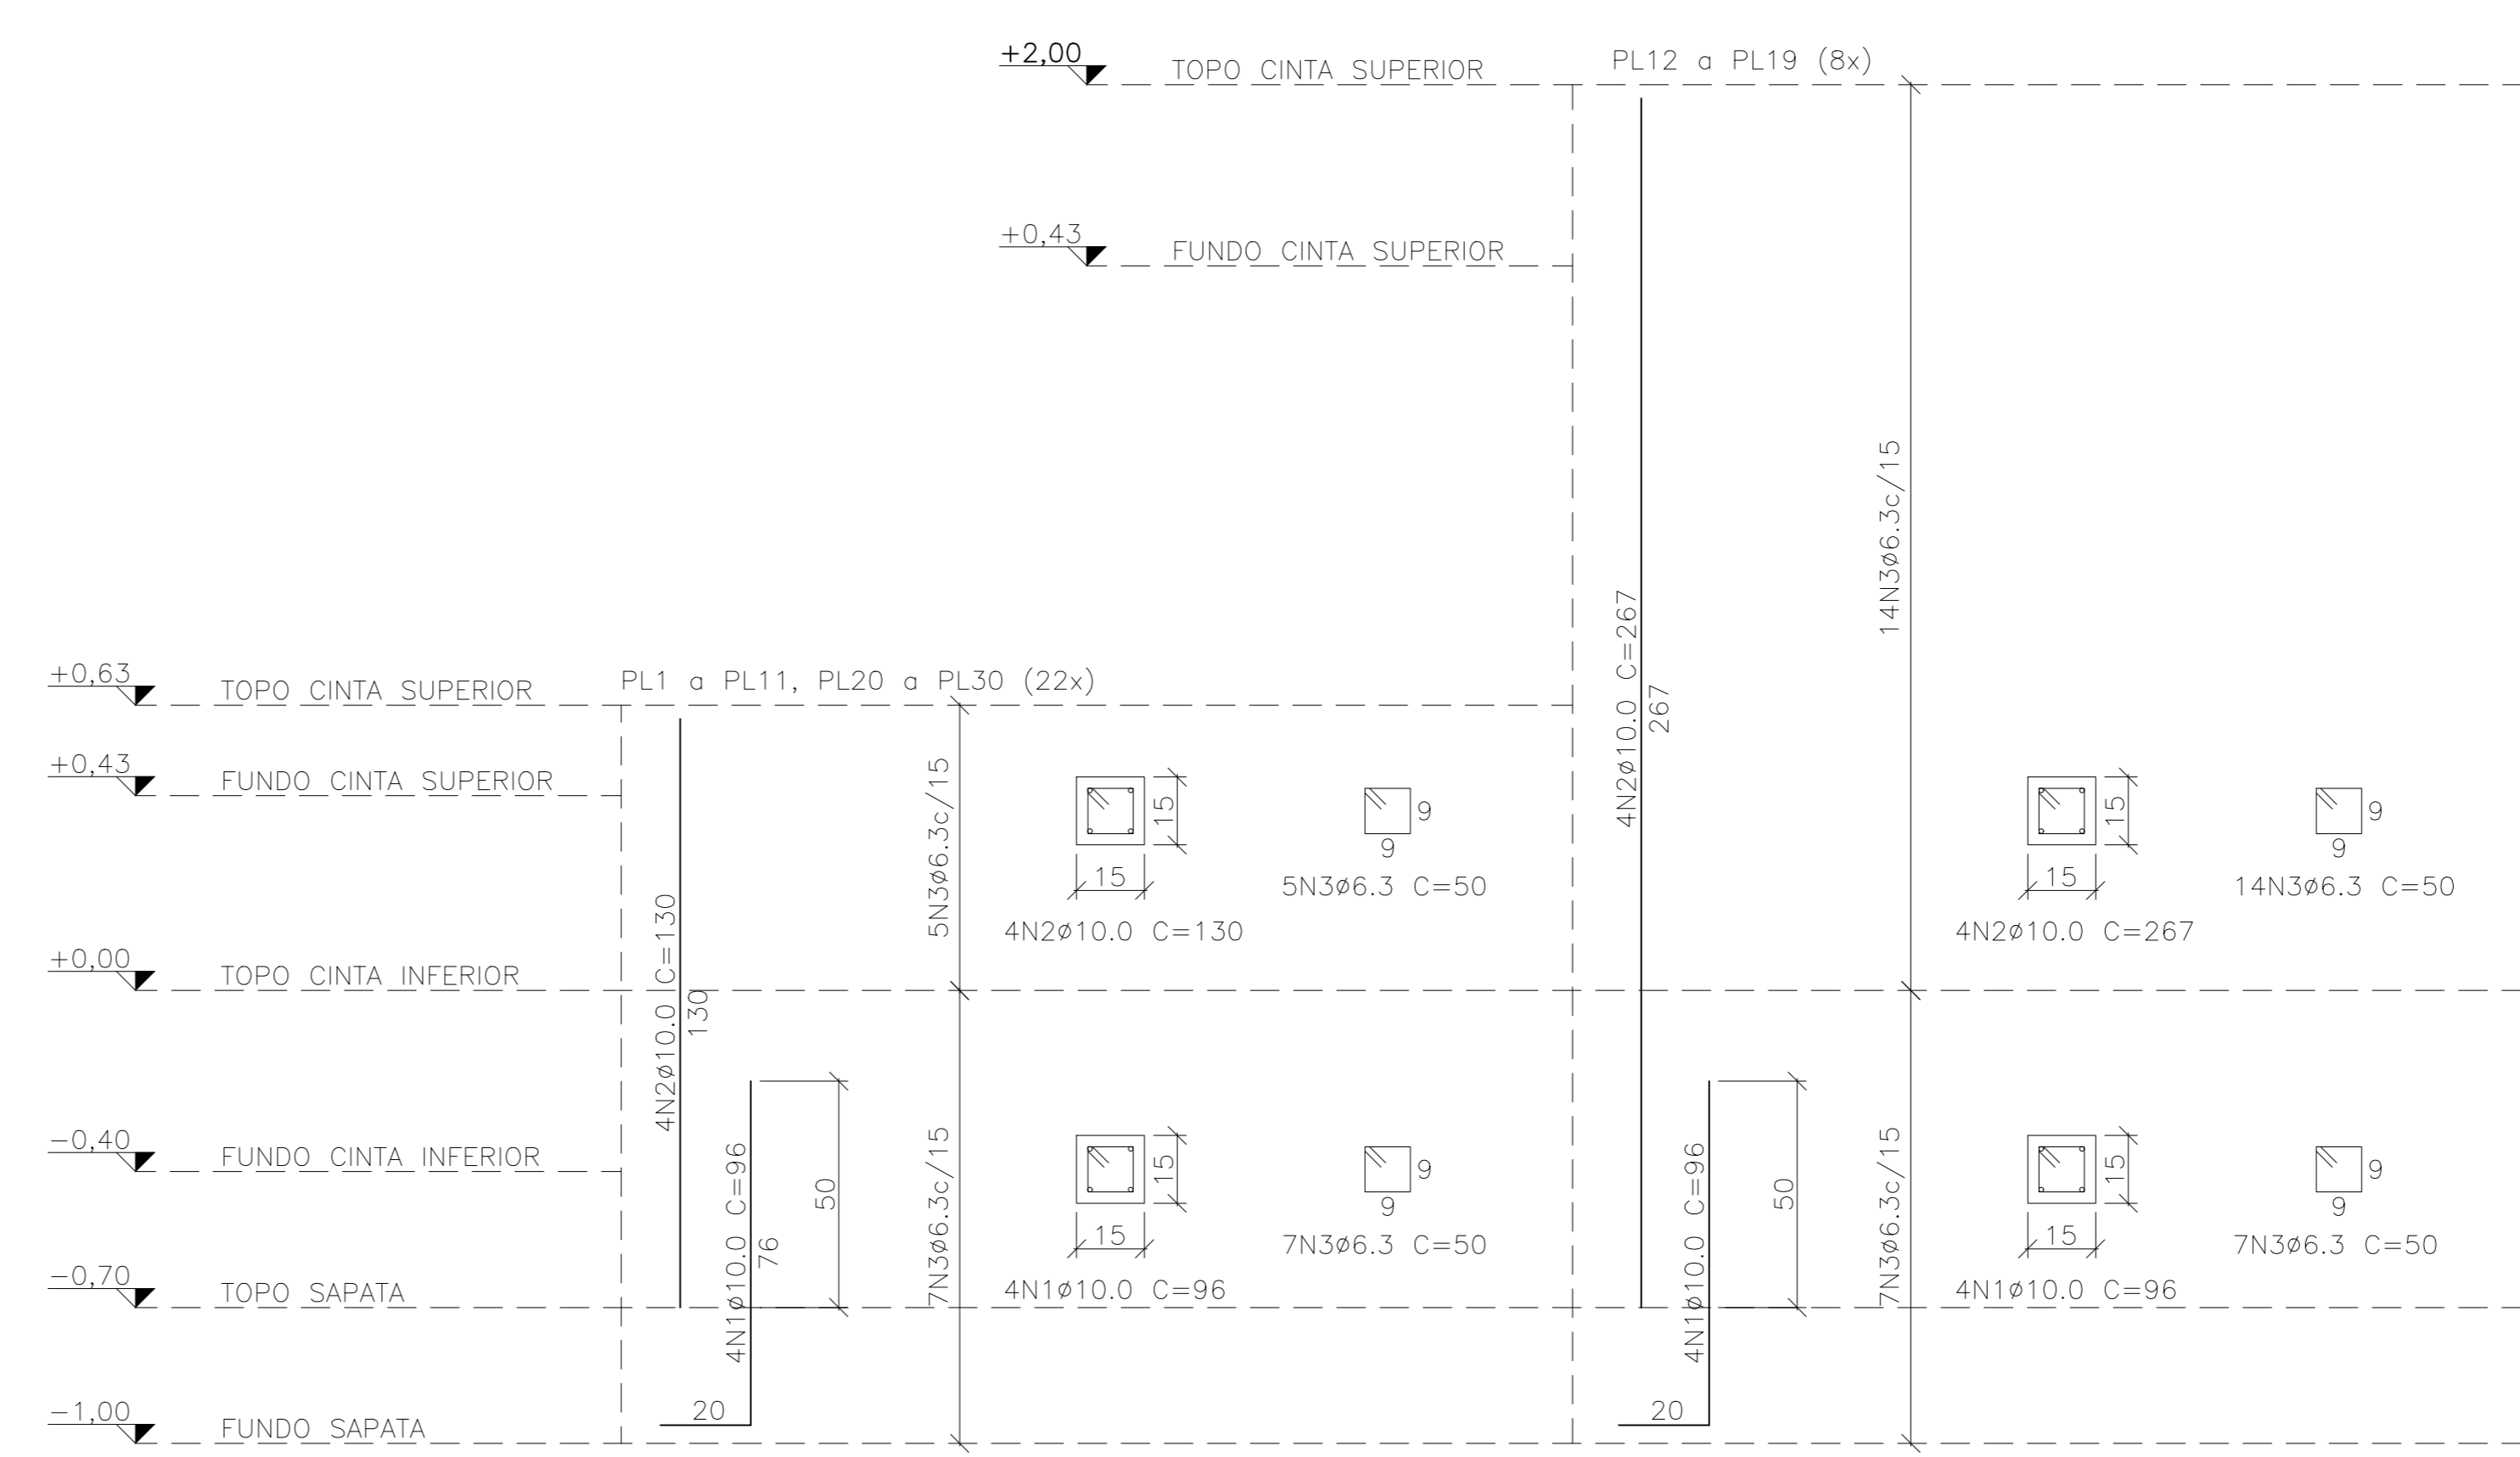 +2,00
TOPO CINTA SUPERIOR
PL12 a PL19 (8x)
+0,43
FUNDO CINTA SUPERIOR
14N3ø6.3c/15
4N2ø10.0 C=267
267
+0,63
TOPO CINTA SUPERIOR
PL1 a PL11, PL20 a PL30 (22x)
+0,43
FUNDO CINTA SUPERIOR
5N3ø6.3c/15
15
15
4N2ø10.0 C=130
9
9
5N3ø6.3 C=50
15
15
4N2ø10.0 C=267
9
9
14N3ø6.3 C=50
+0,00
TOPO CINTA INFERIOR
4N2ø10.0 C=130
130
−0,40
FUNDO CINTA INFERIOR
4N1ø10.0 C=96
76
50
7N3ø6.3c/15
15
15
4N1ø10.0 C=96
9
9
7N3ø6.3 C=50
4N1ø10.0 C=96
50
7N3ø6.3c/15
15
15
4N1ø10.0 C=96
9
9
7N3ø6.3 C=50
−0,70
TOPO SAPATA
20
20
−1,00
FUNDO SAPATA